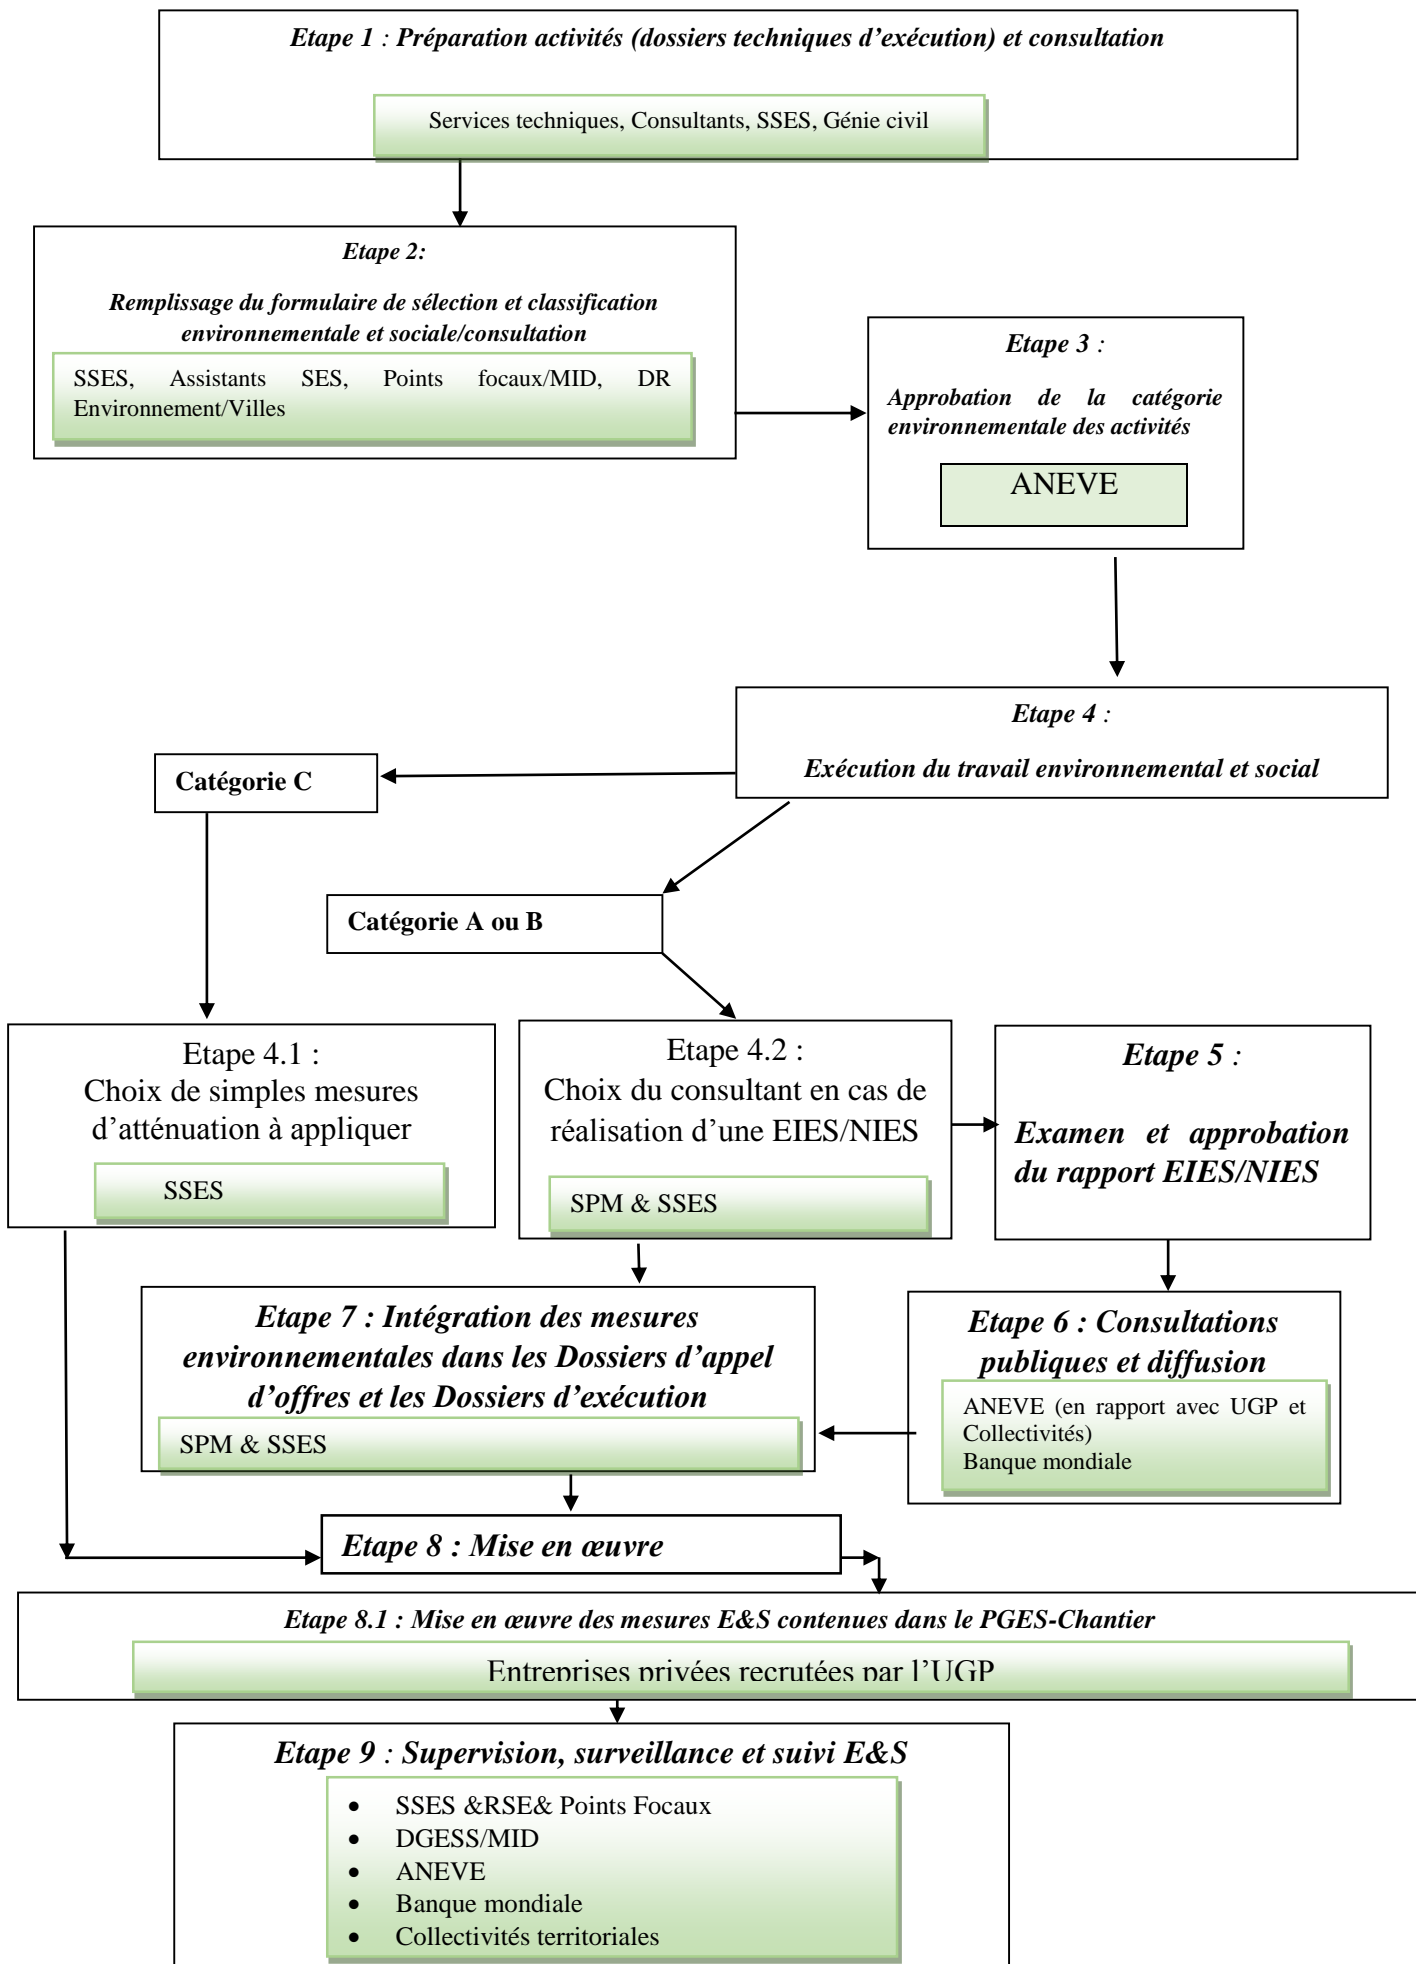 Etape 1 : Préparation activités (dossiers techniques d’exécution) et consultation
Services techniques, Consultants, SSES, Génie civil
Etape 2:
Remplissage du formulaire de sélection et classification
environnementale et sociale/consultation
SSES, Assistants SES, Points focaux/MID, DR
Environnement/Villes
Etape 3 :
Approbation de la catégorie
environnementale des activités
ANEVE
Etape 4 :
Exécution du travail environnemental et social
Catégorie C
Catégorie A ou B
Etape 4.1 :
Choix de simples mesures
d’atténuation à appliquer
SSES
Etape 4.2 :
Choix du consultant en cas de
réalisation d’une EIES/NIES
SPM & SSES
Etape 5 :
Examen et approbation
du rapport EIES/NIES
Etape 7 : Intégration des mesures
environnementales dans les Dossiers d’appel
d’offres et les Dossiers d’exécution
SPM & SSES
Etape 6 : Consultations
publiques et diffusion
ANEVE (en rapport avec UGP et
Collectivités)
Banque mondiale
Etape 8 : Mise en œuvre
Etape 8.1 : Mise en œuvre des mesures E&S contenues dans le PGES-Chantier
Entreprises privées recrutées par l’UGP
Etape 9 : Supervision, surveillance et suivi E&S
• SSES &RSE& Points Focaux
• DGESS/MID
• ANEVE
• Banque mondiale
• Collectivités territoriales